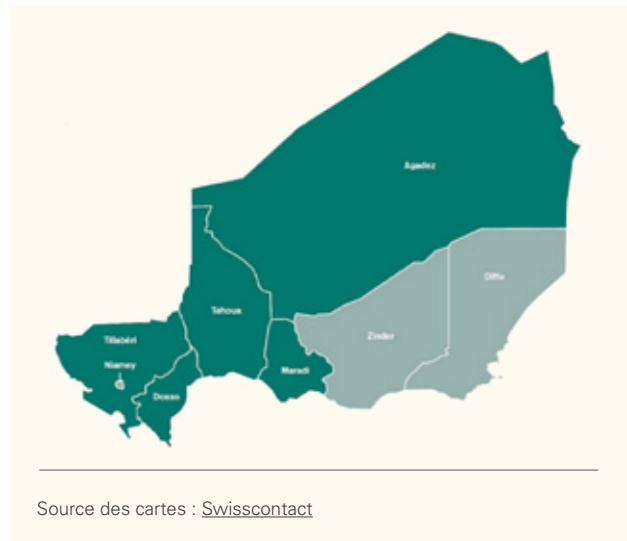 Agadez
Diffa
Tahoua
Zinder
Tillabéri
Maradi
Niamey
Dosso
Source des cartes : Swisscontact